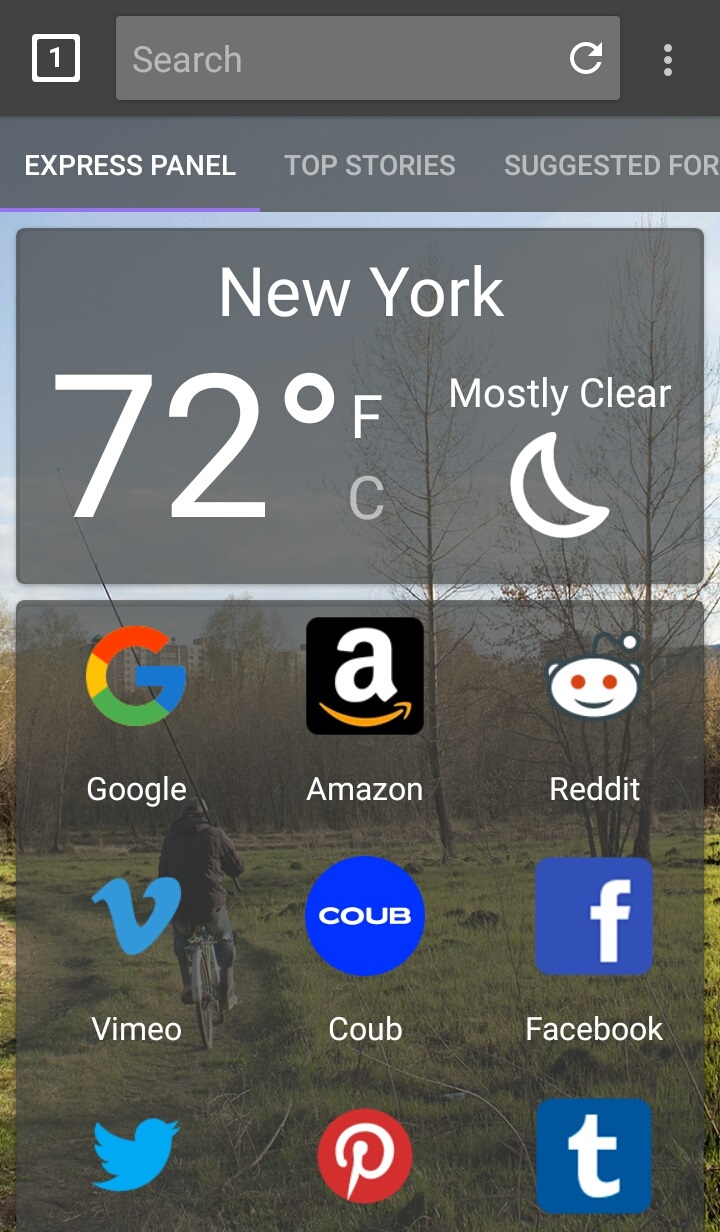 1
Search
EXPRESS PANEL TOP STORIES SUGGESTED FOR
New York
72° F
C
Mostly Clear
a
Google Amazon Reddit
COUB
f
Vimeo Coub Facebook
t